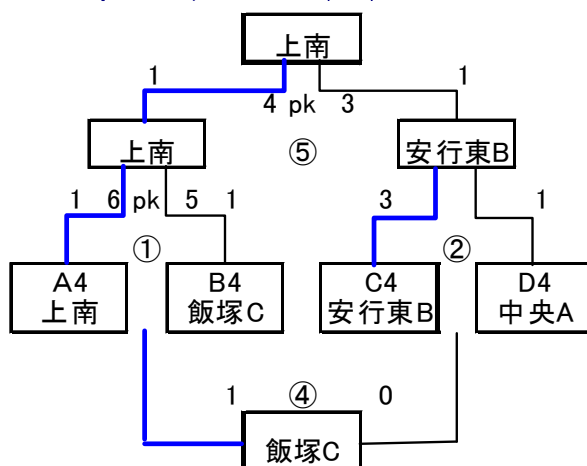 上南
1 1
4 pk 3
上南 ⑤ 安行東B
1 6 pk 5 1 3 1
① ②
A4 B4 C4 D4
上南 飯塚C 安行東B 中央A
1 ④ 0
飯塚C